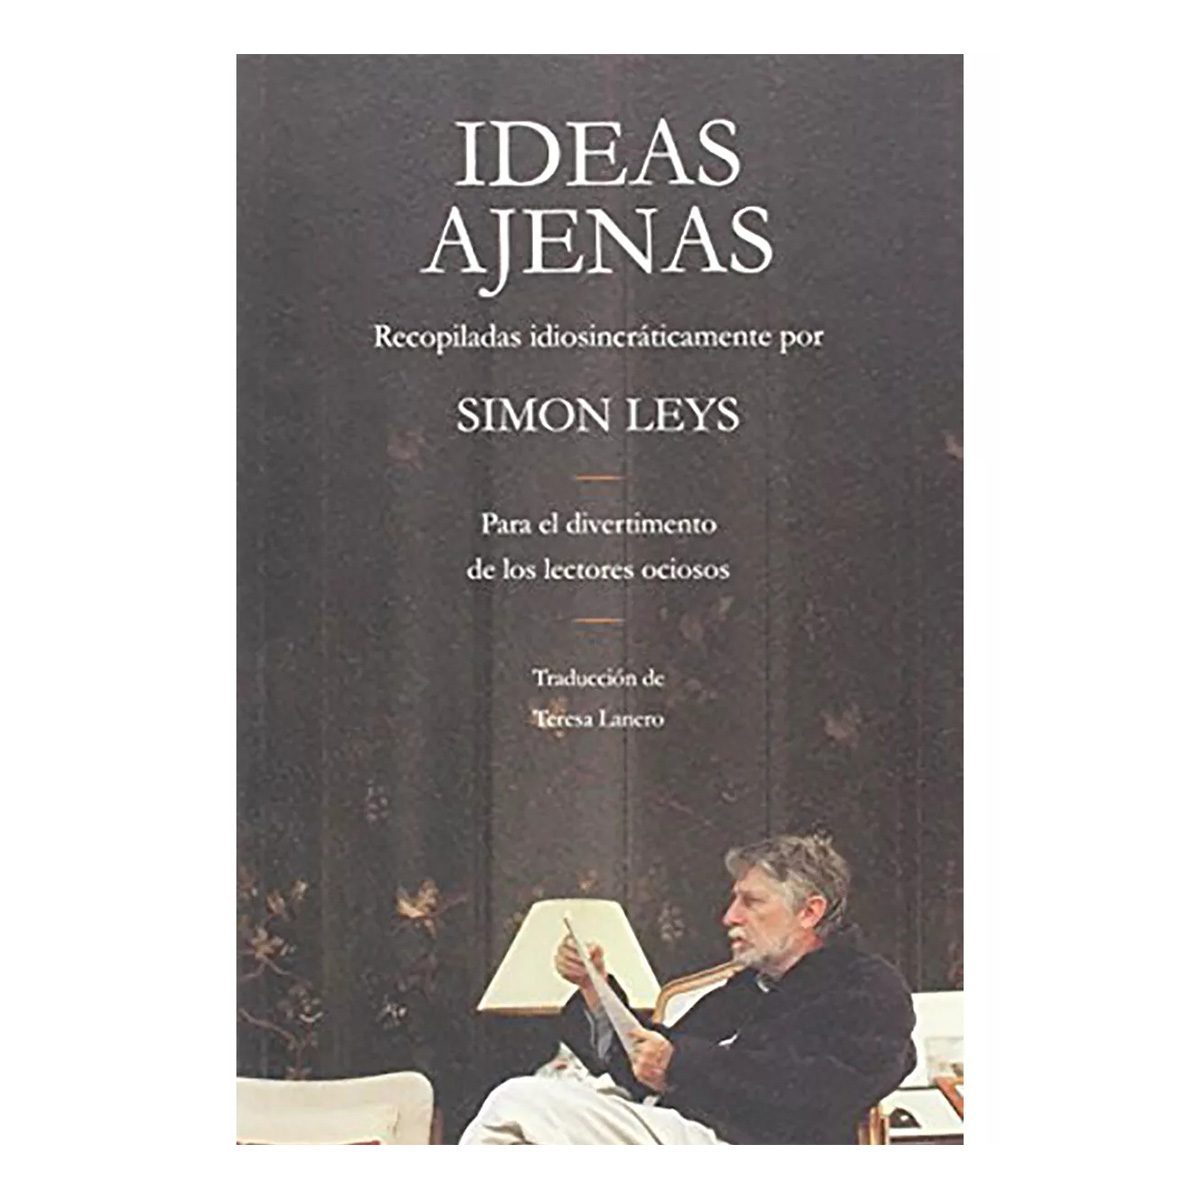 IDEAS
AJENAS
Recopiladas idiosincráticamente por
SIMON LEYS
Para el divertimento
de los lectores ociosos
Traducción de
Teresa Lanero